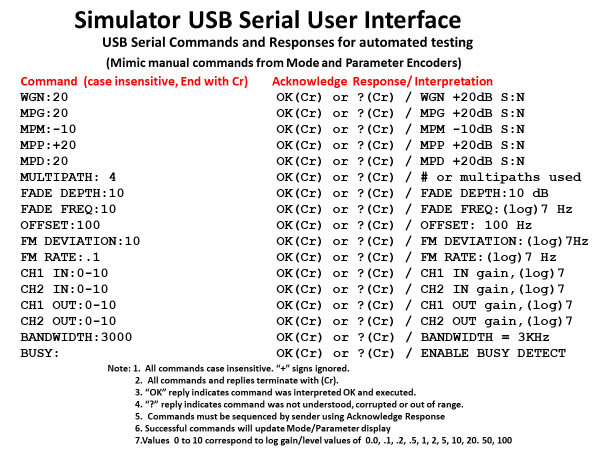 Simulator USB Serial User Interface
USB Serial Commands and Responses for automated testing
(Mimic manual commands from Mode and Parameter Encoders)
Command (case insensitive, End with Cr) Acknowledge Response/ Interpretation
WGN:20 OK(Cr) or ?(Cr) / WGN +20dB S:N
MPG:20 OK(Cr) or ?(Cr) / MPG +20dB S:N
MPM:-10 OK(Cr) or ?(Cr) / MPM -10dB S:N
MPP:+20 OK(Cr) or ?(Cr) / MPP +20dB S:N
MPD:20 OK(Cr) or ?(Cr) / MPD +20dB S:N
MULTIPATH: 4 OK(Cr) or ?(Cr) / # or multipaths used
FADE DEPTH:10 OK(Cr) or ?(Cr) / FADE DEPTH:10 dB
FADE FREQ:10 OK(Cr) or ?(Cr) / FADE FREQ:(log)7 Hz
OFFSET:100 OK(Cr) or ?(Cr) / OFFSET: 100 Hz
FM DEVIATION:10 OK(Cr) or ?(Cr) / FM DEVIATION:(log)7Hz
FM RATE:.1 OK(Cr) or ?(Cr) / FM RATE:(log)7 Hz
CH1 IN:0-10 OK(Cr) or ?(Cr) / CH1 IN gain,(log)7
CH2 IN:0-10 OK(Cr) or ?(Cr) / CH2 IN gain,(log)7
CH1 OUT:0-10 OK(Cr) or ?(Cr) / CH1 OUT gain,(log)7
CH2 OUT:0-10 OK(Cr) or ?(Cr) / CH2 OUT gain,(log)7
BANDWIDTH:3000 OK(Cr) or ?(Cr) / BANDWIDTH = 3KHz
BUSY: OK(Cr) or ?(Cr) / ENABLE BUSY DETECT
Note: 1. All commands case insensitive. “+” signs ignored.
2. All commands and replies terminate with (Cr).
3. “OK” reply indicates command was interpreted OK and executed.
4. “?” reply indicates command was not understood, corrupted or out of range.
5. Commands must be sequenced by sender using Acknowledge Response
6. Successful commands will update Mode/Parameter display
7.Values 0 to 10 correspond to log gain/level values of 0.0, .1, .2, .5, 1, 2, 5, 10, 20. 50, 100